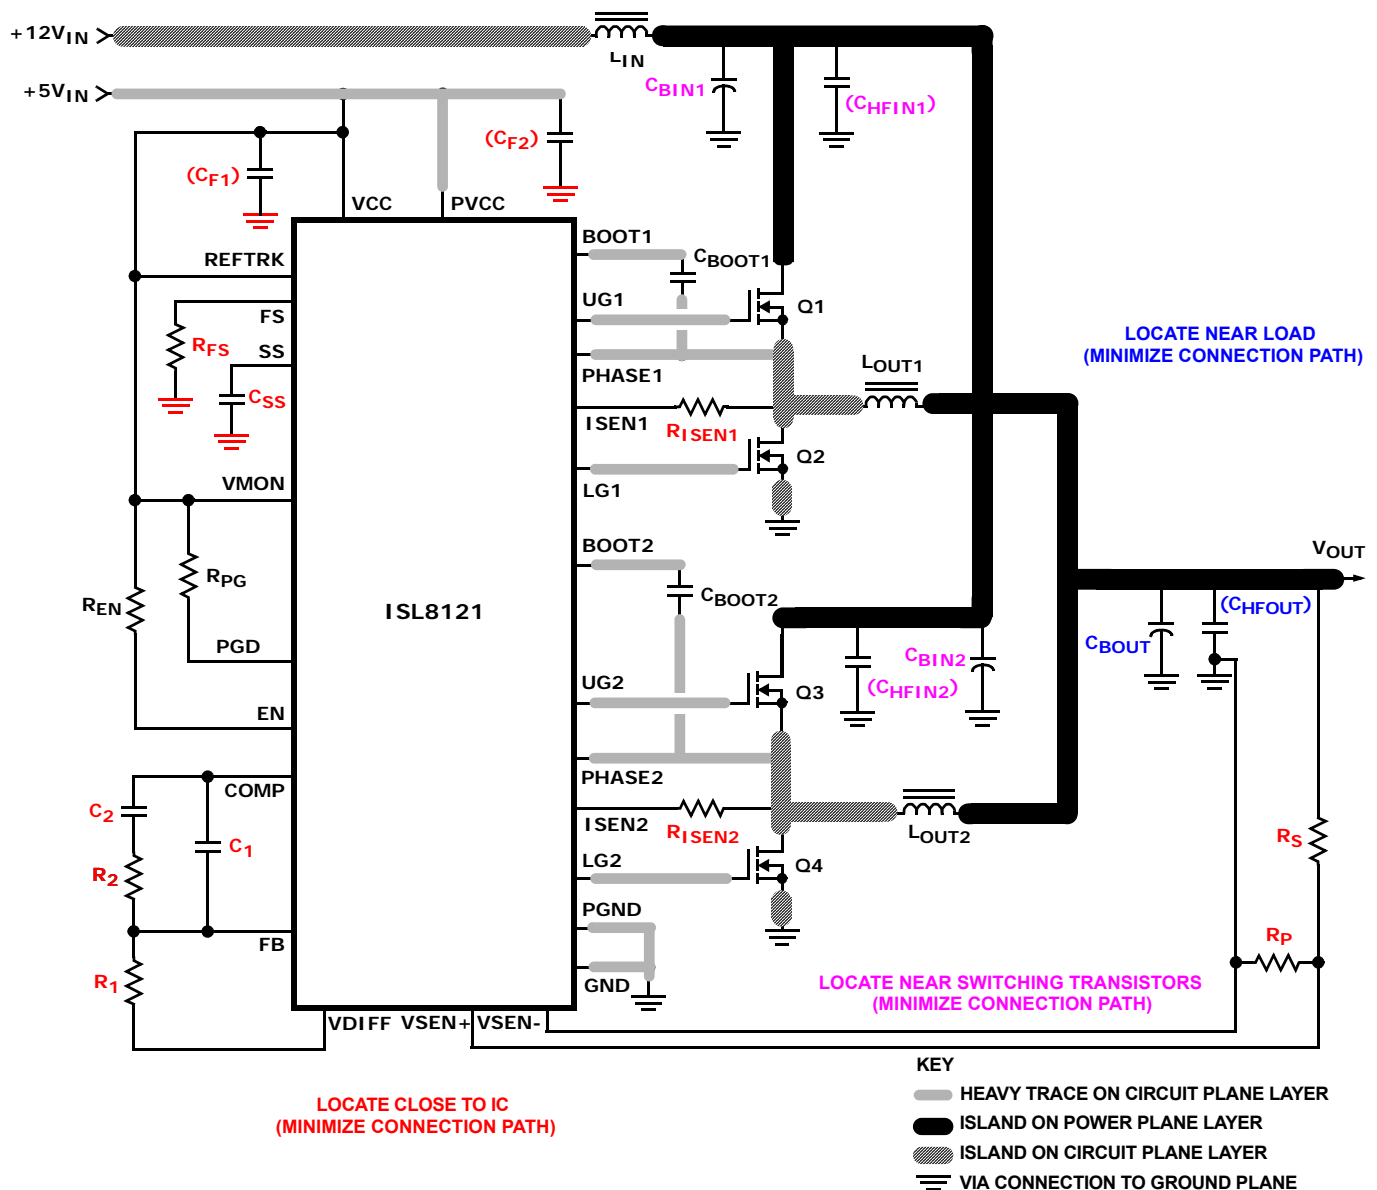 +12VIN
LIN
CBIN1
(CHFIN1)
+5VIN
(CF2)
(CF1)
VCC
PVCC
BOOT1
CBOOT1
REFTRK
UG1
Q1
FS
RFS
SS
PHASE1
LOUT1
LOCATE NEAR LOAD
(MINIMIZE CONNECTION PATH)
CSS
ISEN1
RISEN1
Q2
VMON
LG1
BOOT2
VOUT
RPG
CBOOT2
REN
ISL8121
(CHFOUT)
CBOUT
PGD
CBIN2
(CHFIN2)
UG2
Q3
EN
PHASE2
COMP
C2
C1
ISEN2
RISEN2
LOUT2
RS
R2
LG2
Q4
PGND
FB
RP
R1
GND
LOCATE NEAR SWITCHING TRANSISTORS
(MINIMIZE CONNECTION PATH)
VDIFF
VSEN+
VSEN-
KEY
HEAVY TRACE ON CIRCUIT PLANE LAYER
LOCATE CLOSE TO IC
(MINIMIZE CONNECTION PATH)
ISLAND ON POWER PLANE LAYER
ISLAND ON CIRCUIT PLANE LAYER
VIA CONNECTION TO GROUND PLANE